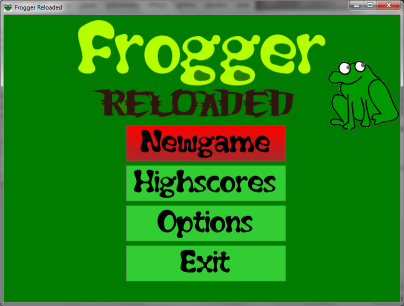 Frogger Reloaded
Frogger
RELOADED
Newgame
Highscores
Options
Exit